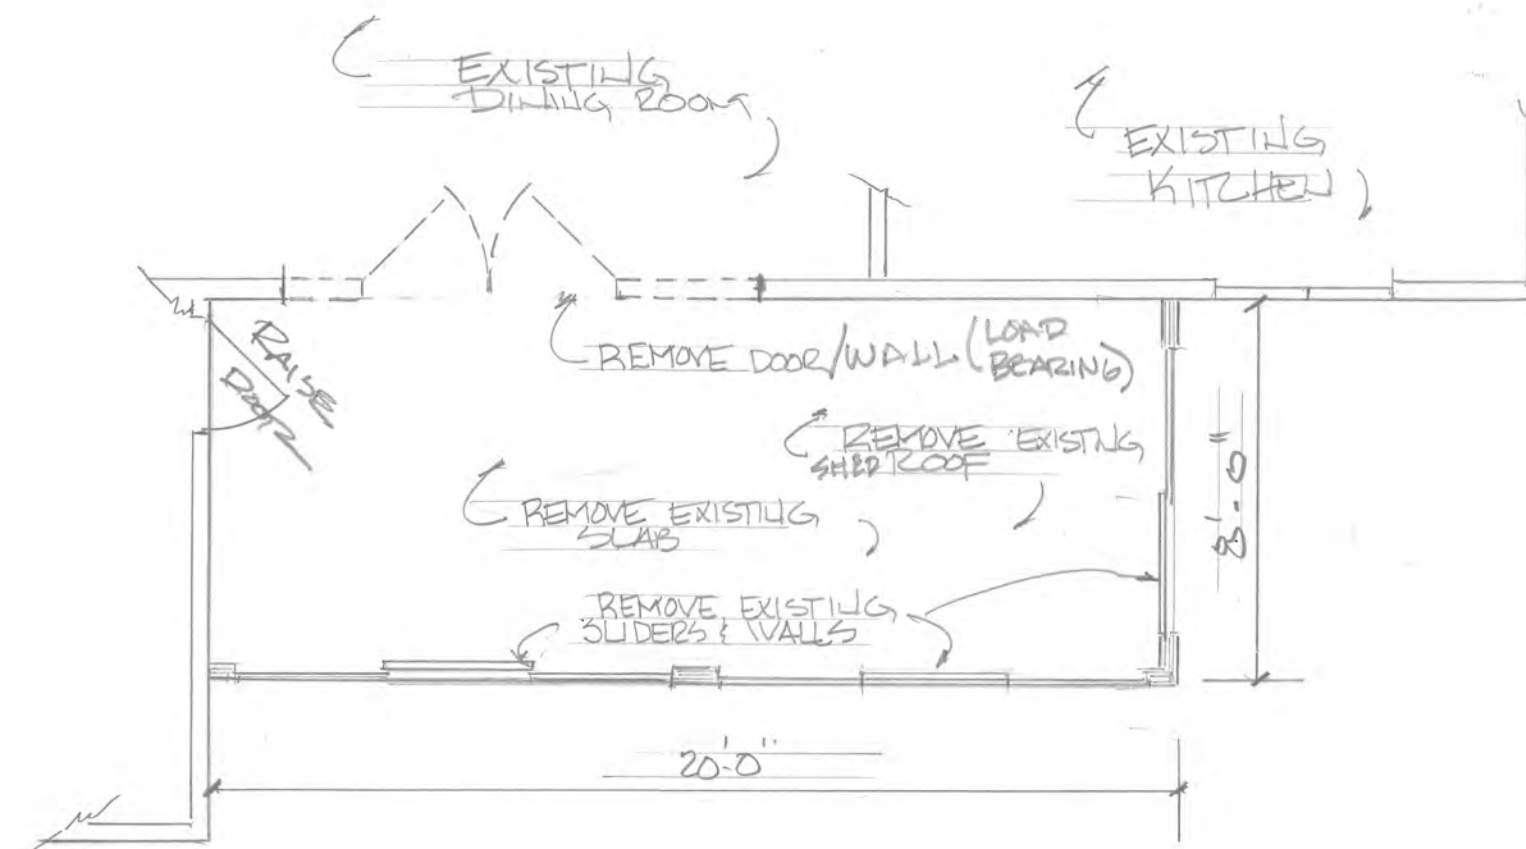 EXISTING
DINING ROOM
EXISTING
KITCHEN
RAISE
DOOR
REMOVE DOOR/WALL (LOAD
BEARING)
REMOVE EXISTNG
SHED ROOF
REMOVE EXISTING
SLAB
REMOVE EXISTING
SLIDERS & WALLS
8'-0"
20'-0"